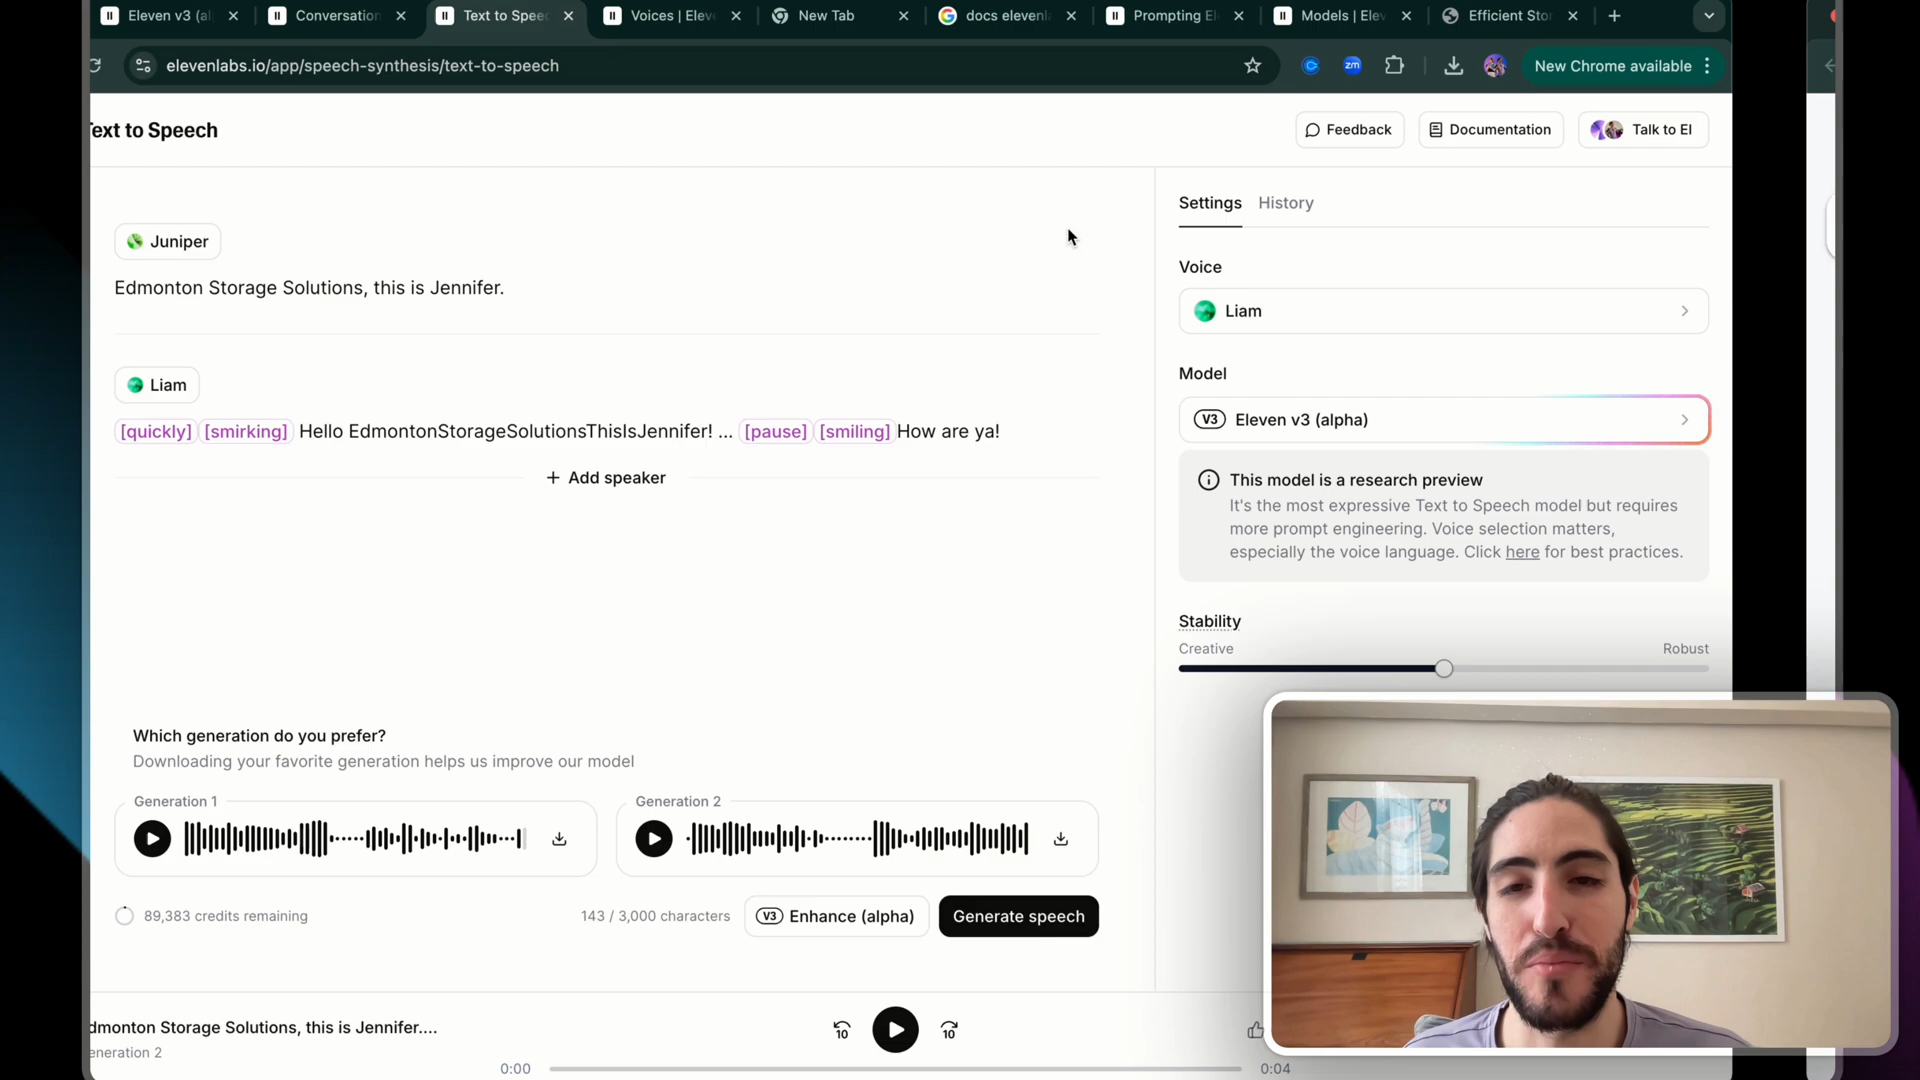 Eleven v3 (al
Conversation
Text to Speec
Voices | Elev
New Tab
docs elevenla
Prompting El
Models | Elev
Efficient Stor
elevenlabs.io/app/speech-synthesis/text-to-speech
zm
New Chrome available
Text to Speech
Feedback
Documentation
Talk to El
Settings
History
Juniper
Edmonton Storage Solutions, this is Jennifer.
Liam
[quickly] [smirking] Hello EdmontonStorageSolutionsThisIsJennifer! ... [pause] [smiling] How are ya!
+ Add speaker
Voice
Liam
Model
V3 Eleven v3 (alpha)
This model is a research preview
It's the most expressive Text to Speech model but requires
more prompt engineering. Voice selection matters,
especially the voice language. Click here for best practices.
Stability
Creative
Robust
Which generation do you prefer?
Downloading your favorite generation helps us improve our model
Generation 1
Generation 2
89,383 credits remaining
143 / 3,000 characters
V3 Enhance (alpha)
Generate speech
dmonton Storage Solutions, this is Jennifer....
eneration 2
10
10
0:00
0:04